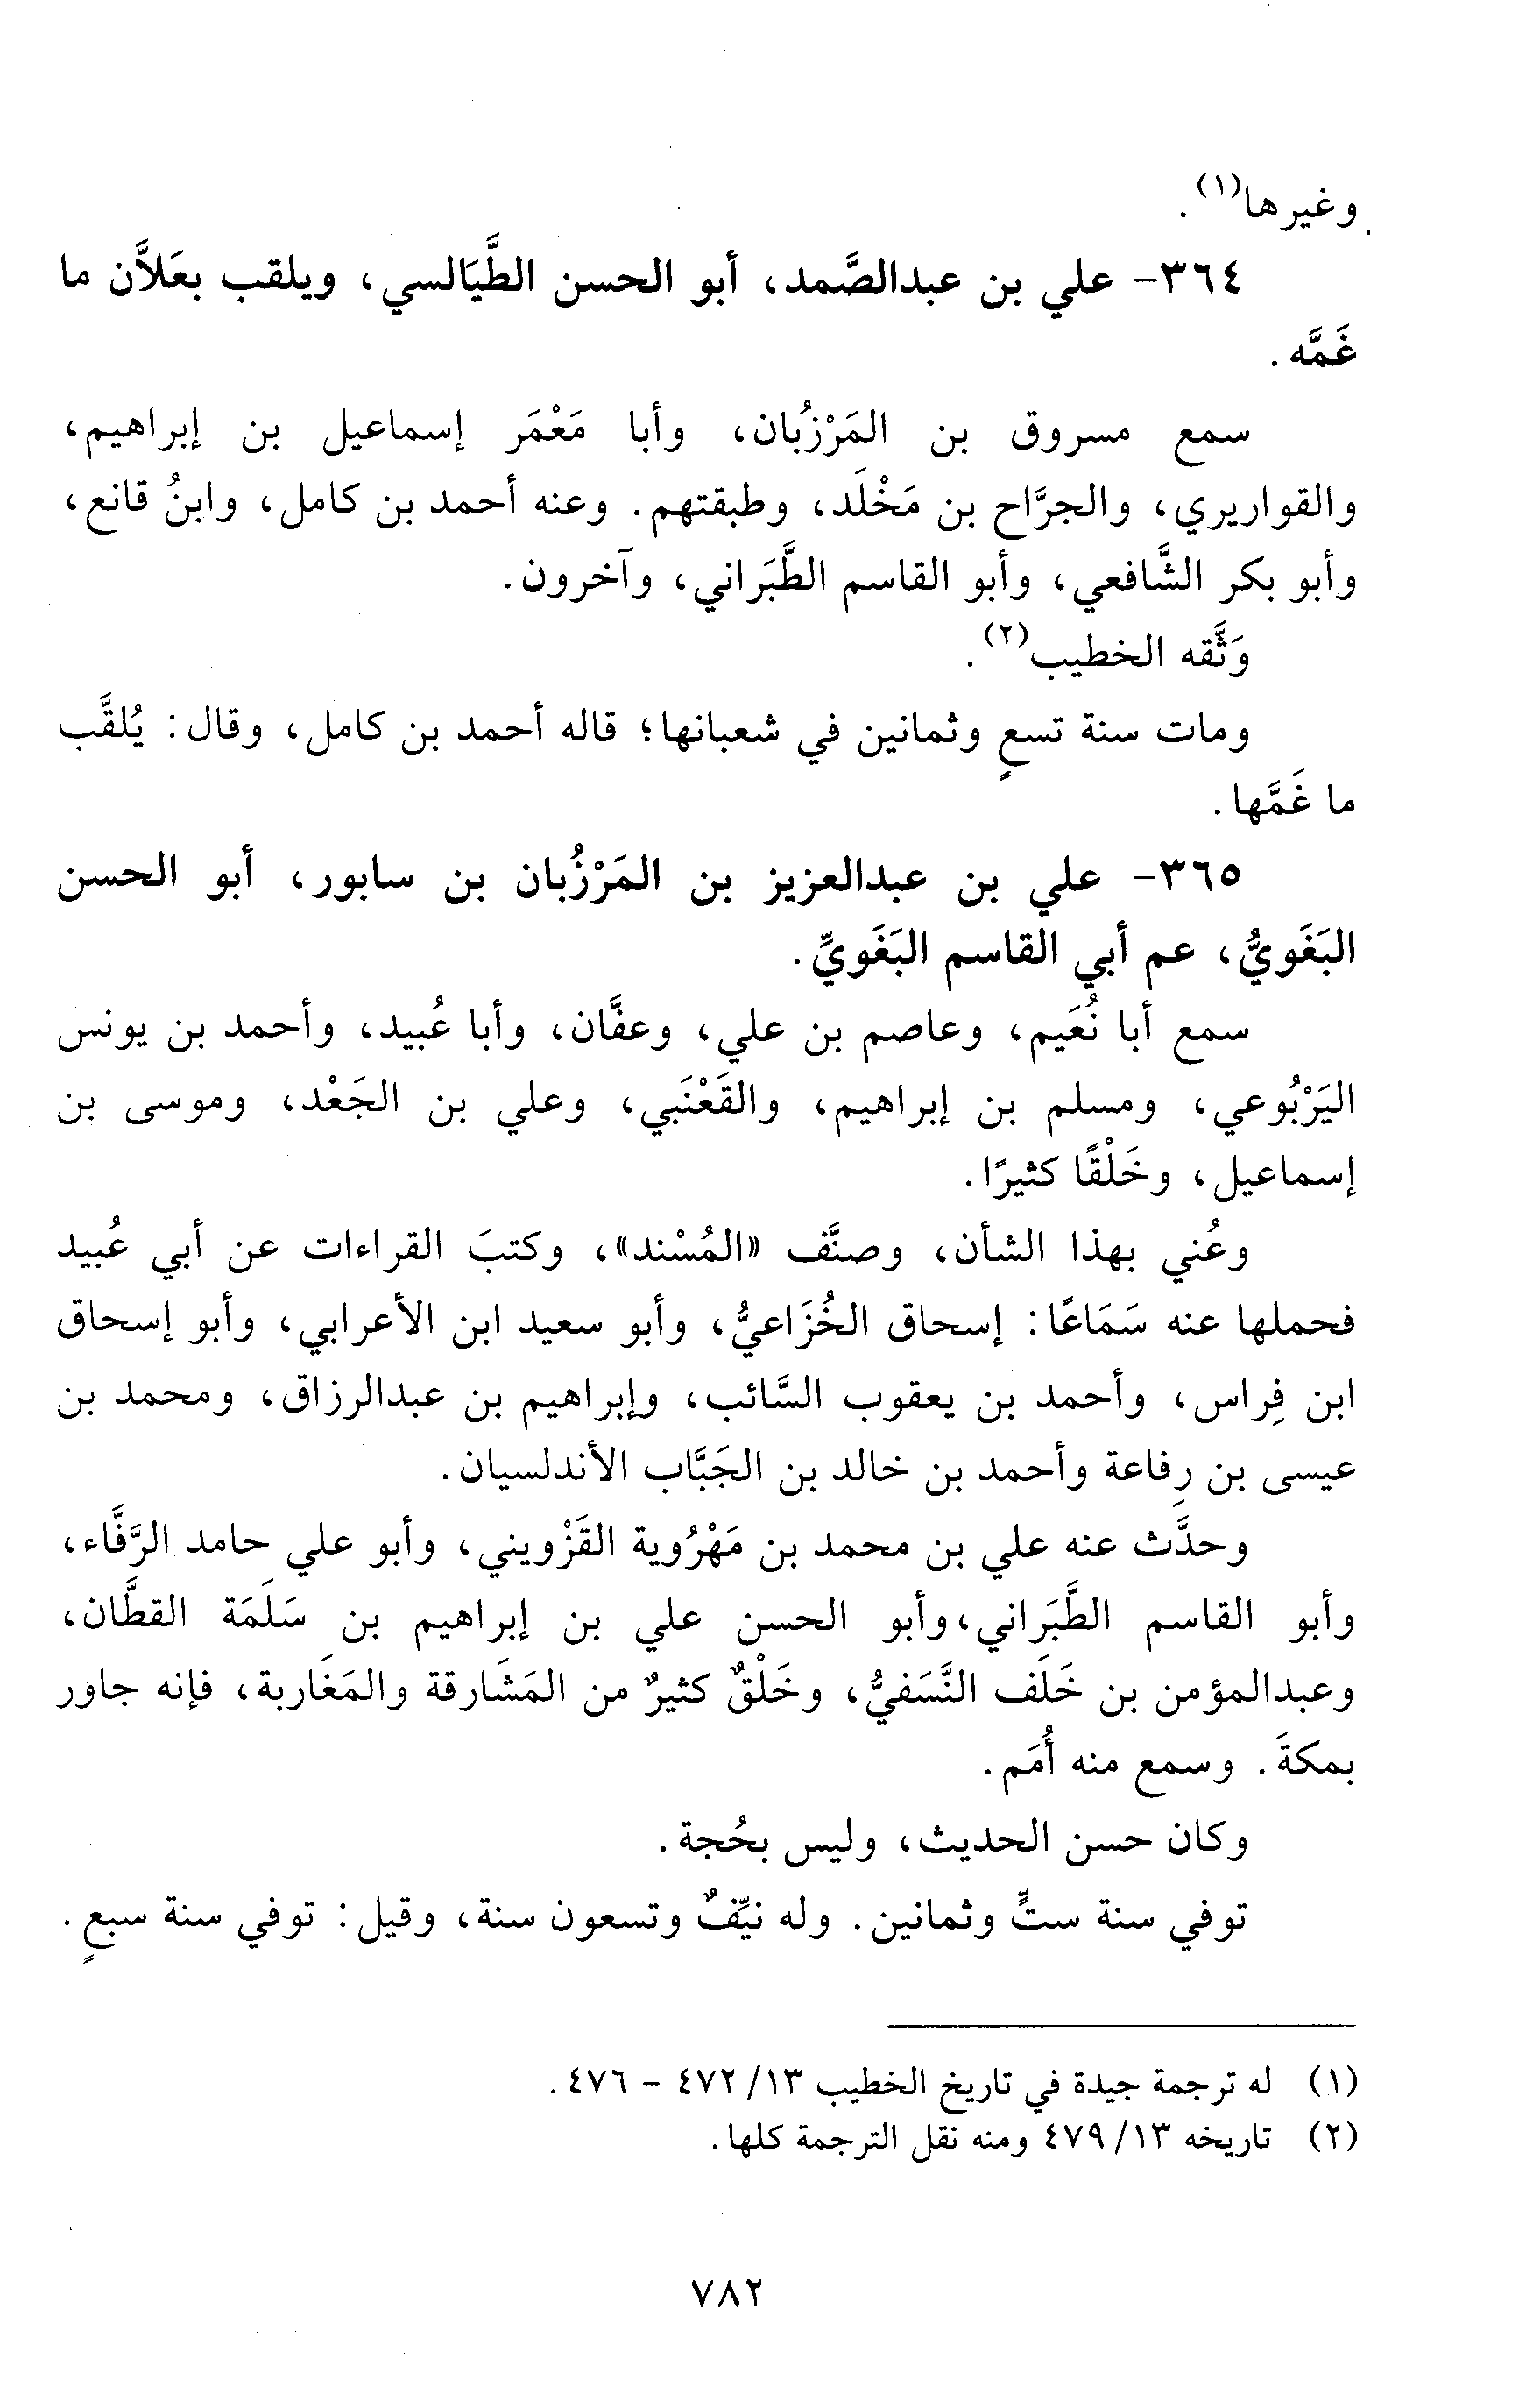 وغيرها(١).
٣٦٤- علي بن عبدالصَّمد، أبو الحسن الطَّيَالسي، ويلقب بعَلاَّن ما
غَمَّه.
سمع مسروق بن المَرْزُبان، وأبا مَعْمَر إسماعيل بن إبراهيم،
والقواريري، والجرَّاح بن مَخْلَد، وطبقتهم. وعنه أحمد بن كامل، وابنُ قانع،
وأبو بكر الشَّافعي، وأبو القاسم الطَّبَراني، وآخرون.
وَثَّقه الخطيب(٢).
ومات سنة تسعٍ وثمانين في شعبانها؛ قاله أحمد بن كامل، وقال: يُلقَّب
ما غَمَّها.
٣٦٥- علي بن عبدالعزيز بن المَرْزُبان بن سابور، أبو الحسن
البَغَويُّ، عم أبي القاسم البَغَويِّ.
سمع أبا نُعَيم، وعاصم بن علي، وعفَّان، وأبا عُبيد، وأحمد بن يونس
اليَرْبُوعي، ومسلم بن إبراهيم، والقَعْنَبي، وعلي بن الجَعْد، وموسى بن
إسماعيل، وخَلْقًا كثيرًا.
وعُني بهذا الشأن، وصنَّف «المُسْند»، وكتبَ القراءات عن أبي عُبيد
فحملها عنه سَمَاعًا: إسحاق الخُزَاعيُّ، وأبو سعيد ابن الأعرابي، وأبو إسحاق
ابن فِراس، وأحمد بن يعقوب السَّائب، وإبراهيم بن عبدالرزاق، ومحمد بن
عيسى بن رِفاعة وأحمد بن خالد بن الجَبَّاب الأندلسيان.
وحدَّث عنه علي بن محمد بن مَهْرُوية القَزْويني، وأبو علي حامد الرَّفَّاء،
وأبو القاسم الطَّبَراني، وأبو الحسن علي بن إبراهيم بن سَلَمَة القطَّان،
وعبدالمؤمن بن خَلَف النَّسَفيُّ، وخَلْقٌ كثيرٌ من المَشَارقة والمَغَاربة، فإنه جاور
بمكةَ. وسمع منه أُمَم.
وكان حسن الحديث، وليس بحُجة.
توفي سنة ستٍّ وثمانين. وله نيِّفٌ وتسعون سنة، وقيل: توفي سنة سبعٍ.
(١) له ترجمة جيدة في تاريخ الخطيب ١٣/ ٤٧٢ - ٤٧٦.
(٢) تاريخه ١٣/ ٤٧٩ ومنه نقل الترجمة كلها.
٧٨٢